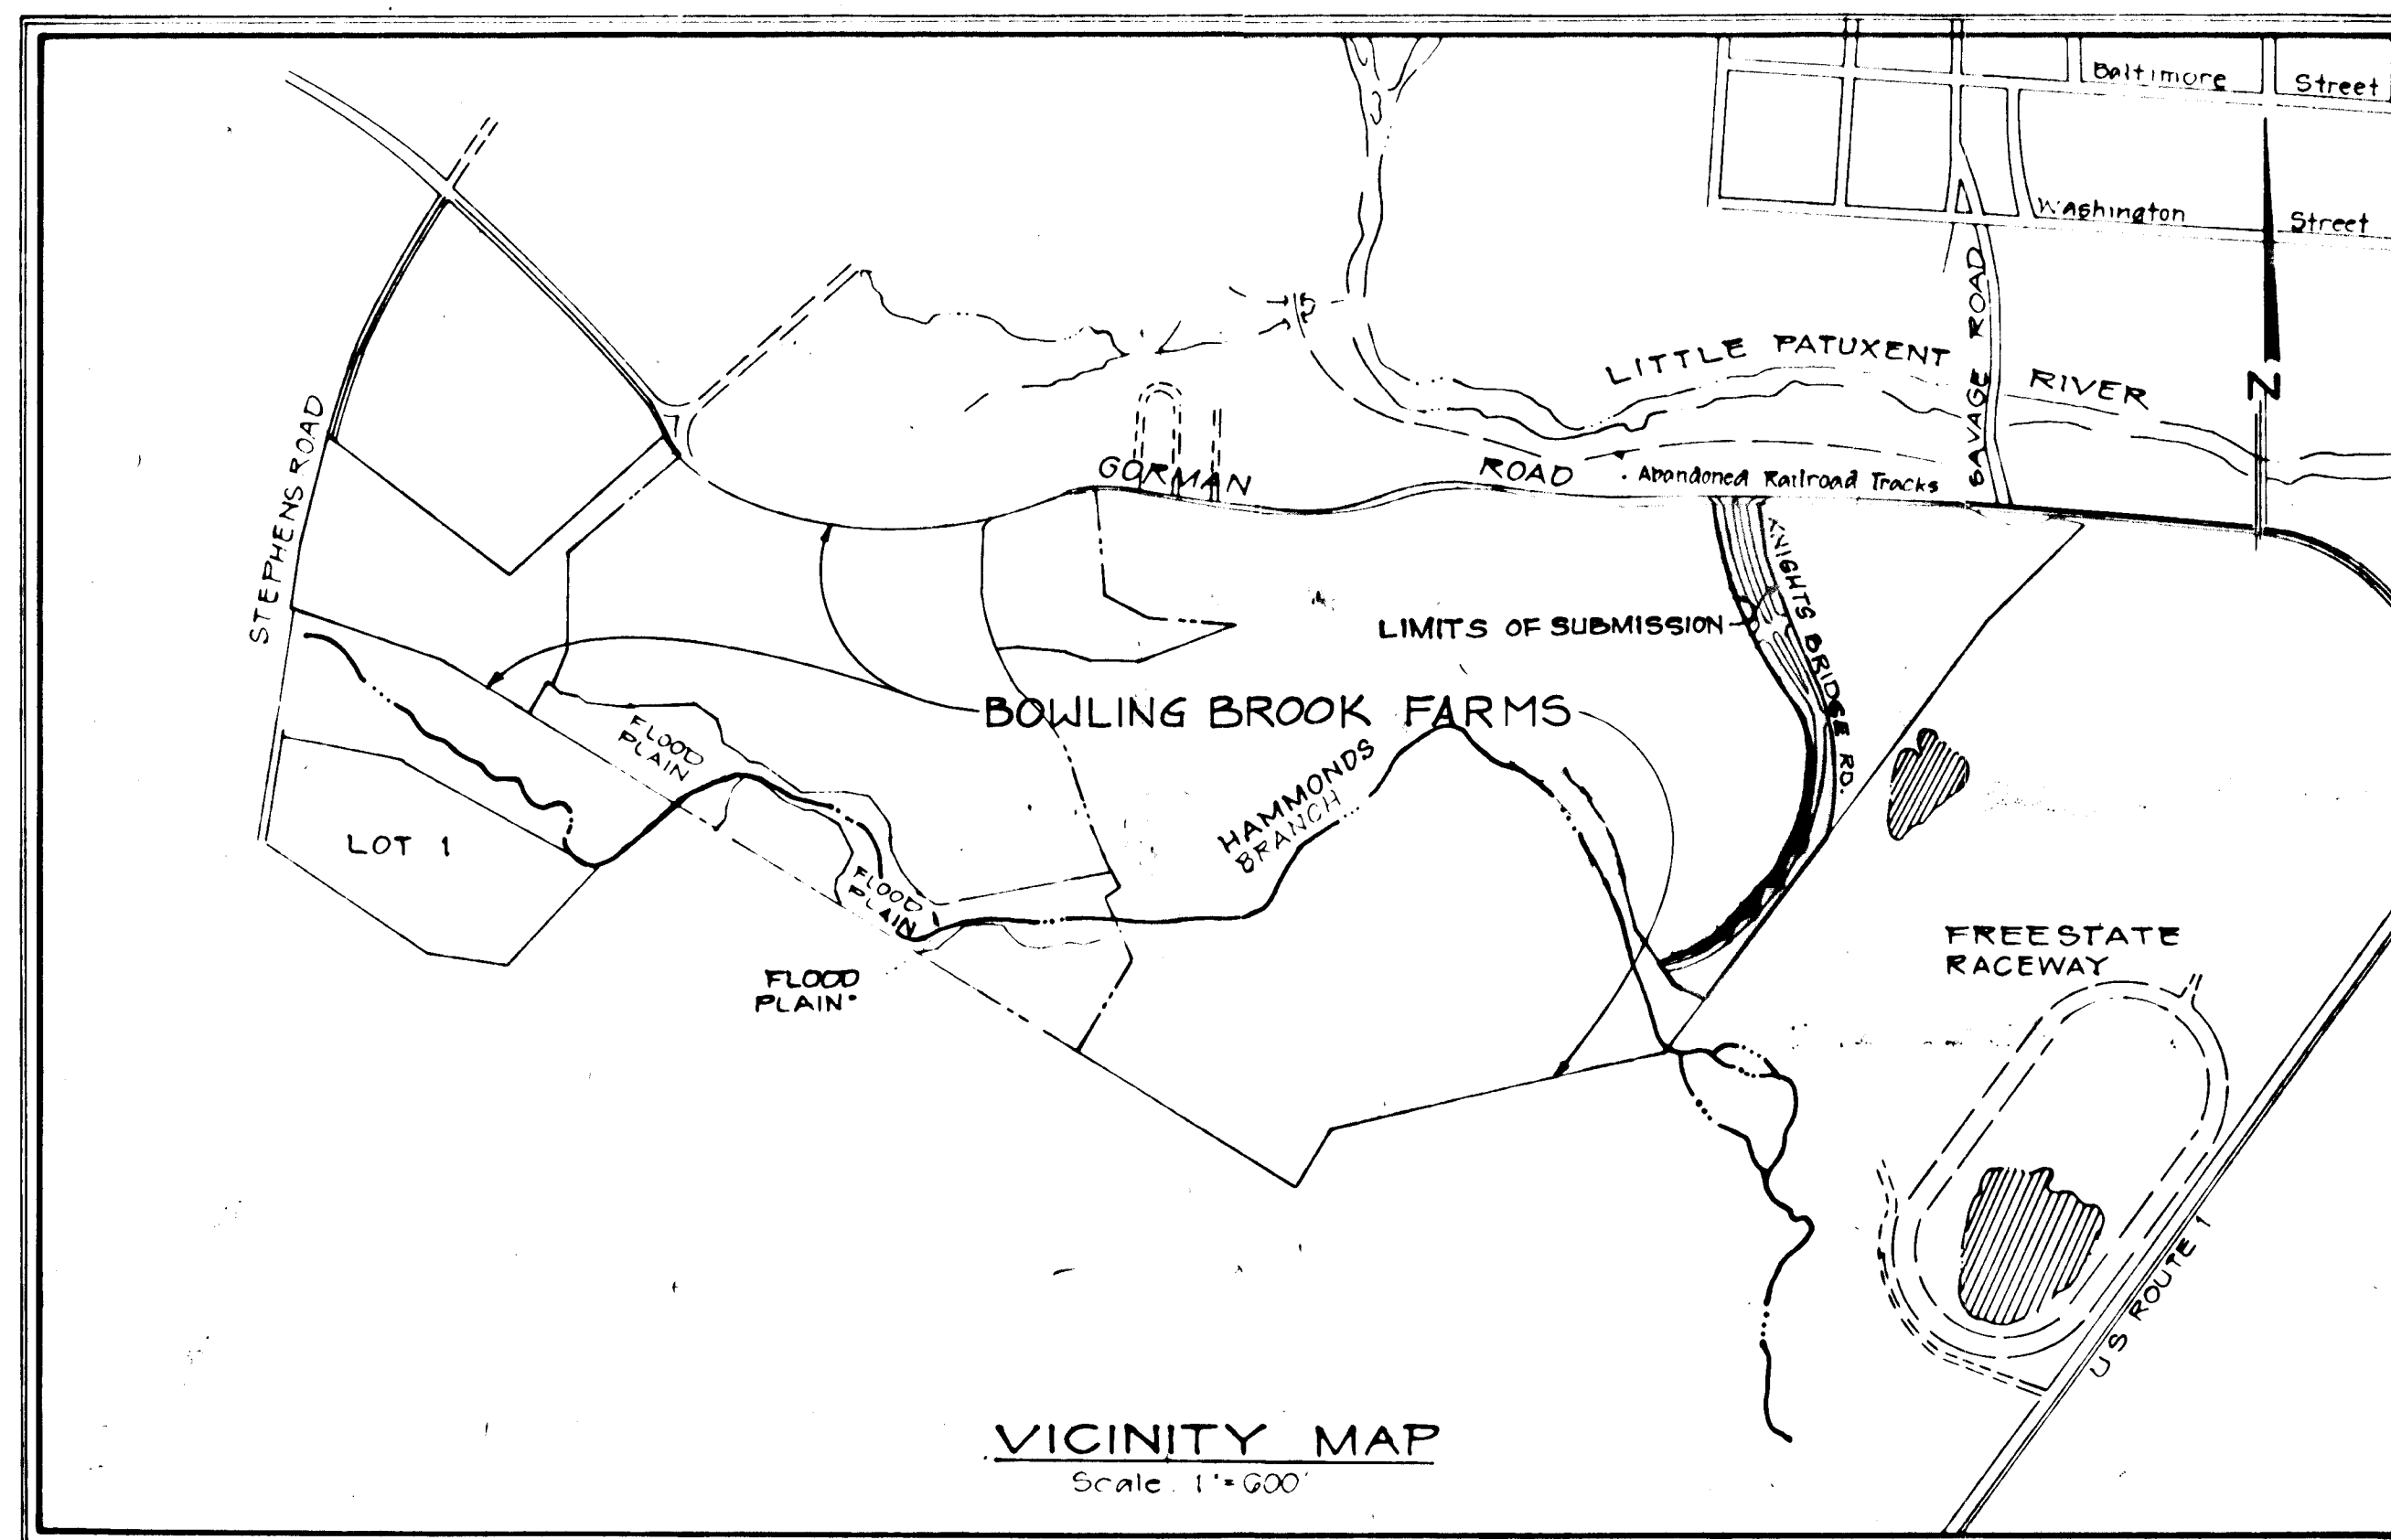 Baltimore Street
Washington Street
BAVAGE ROAD
LITTLE PATUXENT RIVER
N
STEPHENS ROAD
GORMAN ROAD
Abandoned Railroad Tracks
KNIGHTS BRIDGE RD.
LIMITS OF SUBMISSION
BOWLING BROOK FARMS
FLOOD
PLAIN
HAMMONDS
BRANCH
LOT 1
FLOOD
PLAIN
FLOOD
PLAIN
FREESTATE
RACEWAY
US ROUTE 1
VICINITY MAP
Scale 1"=600'